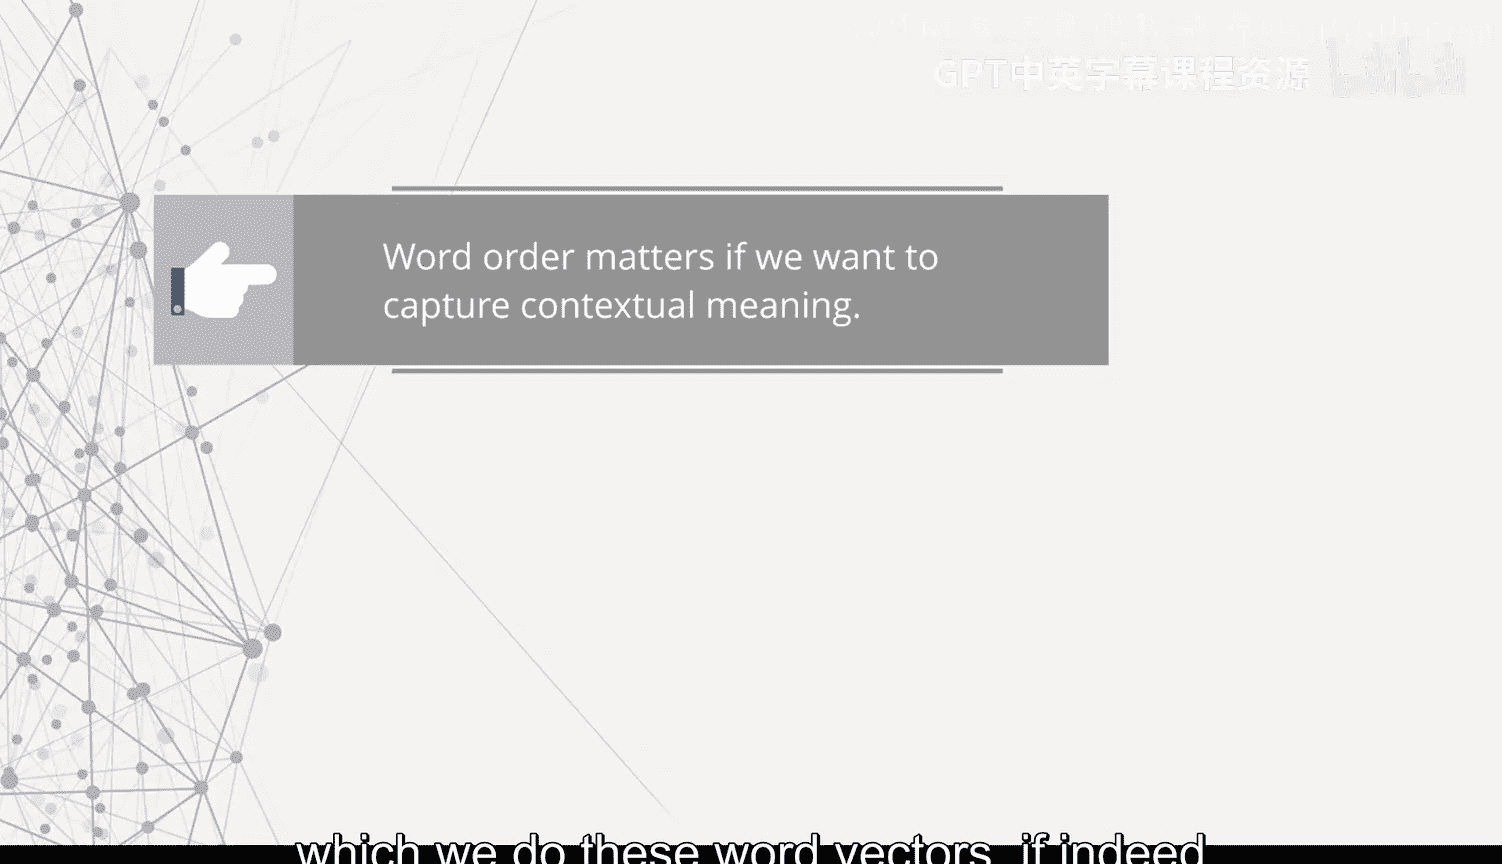 GPT中英字幕课程资源 bilibili
Word order matters if we want to
capture contextual meaning.
which we do these word vectors, if indeed